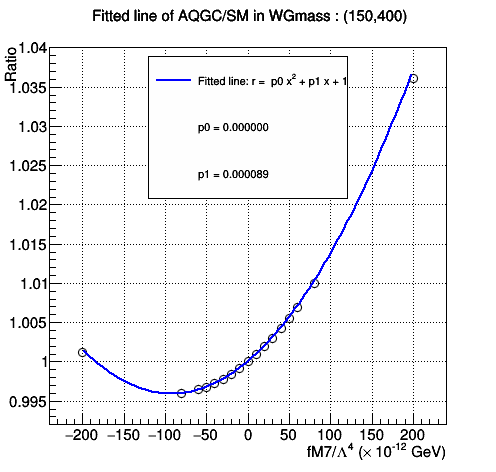 Fitted line of AQGC/SM in WGmass : (150,400)
Ratio
1.04
1.035
1.03
1.025
1.02
1.015
1.01
1.005
1
0.995
Fitted line: r = p0 x² + p1 x + 1
p0 = 0.000000
p1 = 0.000089
−200 −150 −100 −50 0 50 100 150 200
fM7/Λ⁴ (× 10⁻¹² GeV)